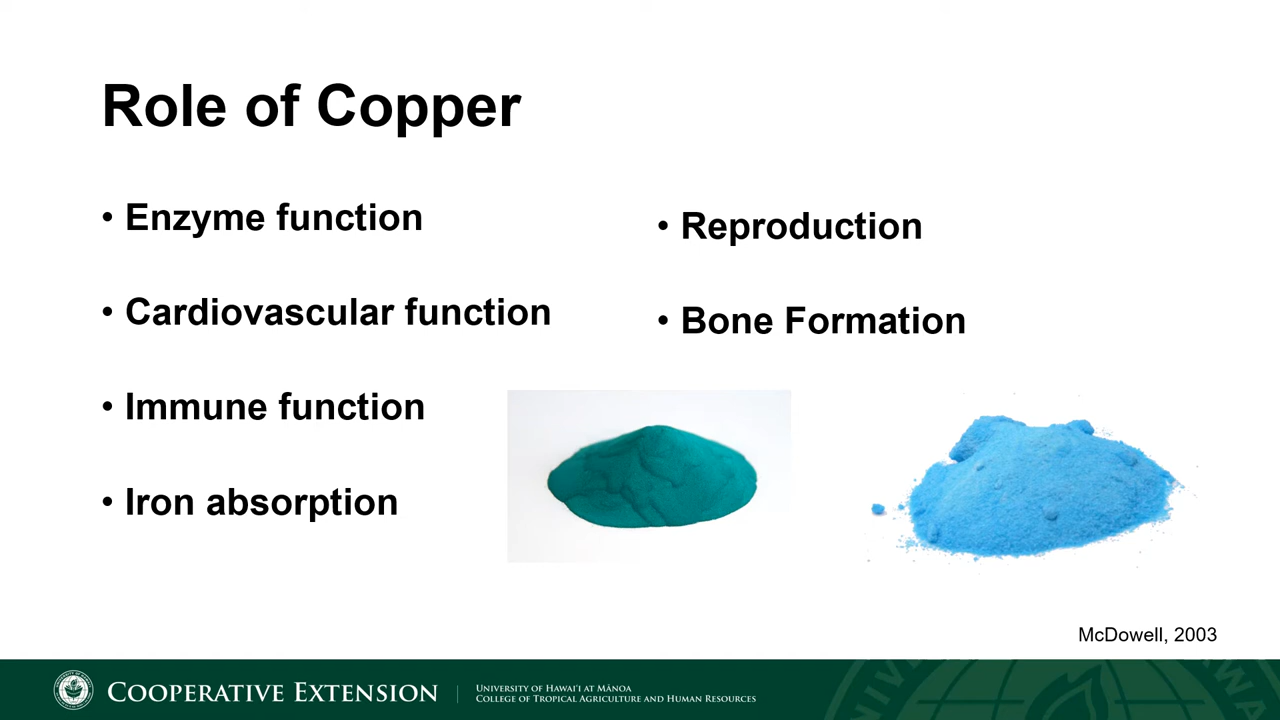 Role of Copper
• Enzyme function
• Cardiovascular function
• Immune function
• Iron absorption
• Reproduction
• Bone Formation
McDowell, 2003
COOPERATIVE EXTENSION
UNIVERSITY OF HAWAI‘I AT MĀNOA
COLLEGE OF TROPICAL AGRICULTURE AND HUMAN RESOURCES